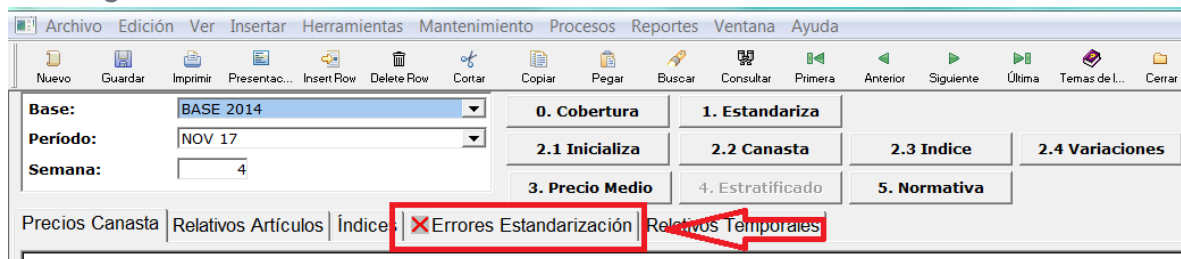 Archivo Edición Ver Insertar Herramientas Mantenimiento Procesos Reportes Ventana Ayuda
Nuevo Guardar Imprimir Presentac... Insert Row Delete Row Cortar Copiar Pegar Buscar Consultar Primera Anterior Siguiente Última Temas de l... Cerrar
Base: BASE 2014 0. Cobertura 1. Estandariza
Período: NOV 17 2.1 Inicializa 2.2 Canasta 2.3 Indice 2.4 Variaciones
Semana: 4
3. Precio Medio 4. Estratificado 5. Normativa
Precios Canasta Relativos Artículos Índices Errores Estandarización Relativos Temporales